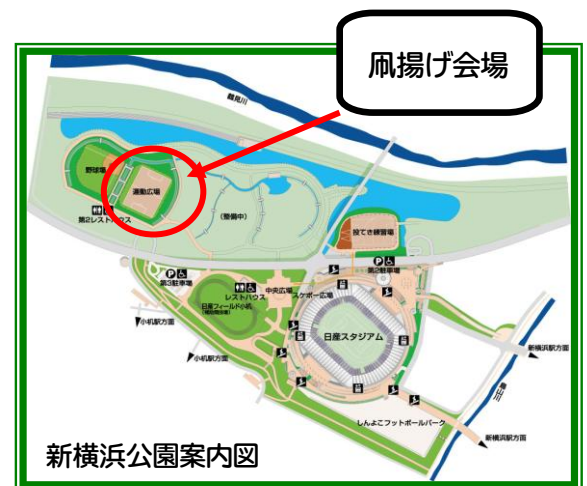 凧揚げ会場
鶴見川
野球場
運動広場
第2レストハウス
(整備中)
投てき練習場
P
第2駐車場
P
第3駐車場
レストハウス
中央広場
スケボー広場
日産フィールド小机
(補助競技場)
小机駅方面
小机駅方面
日産スタジアム
新横浜駅方面
しんよこフットボールパーク
新横浜駅方面
新横浜公園案内図